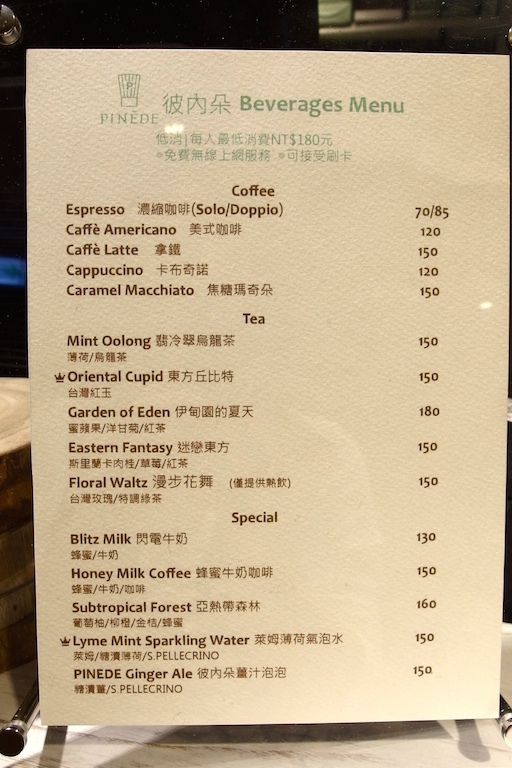 P
PINÈDE 彼內朵 Beverages Menu
低消|每人最低消費NT$180元
●免費無線上網服務 ●可接受刷卡
Coffee
Espresso 濃縮咖啡(Solo/Doppio) 70/85
Caffè Americano 美式咖啡 120
Caffè Latte 拿鐵 150
Cappuccino 卡布奇諾 120
Caramel Macchiato 焦糖瑪奇朵 150
Tea
Mint Oolong 翡冷翠烏龍茶 150
薄荷/烏龍茶
Oriental Cupid 東方丘比特 150
台灣紅玉
Garden of Eden 伊甸園的夏天 180
蜜蘋果/洋甘菊/紅茶
Eastern Fantasy 迷戀東方 150
斯里蘭卡肉桂/草莓/紅茶
Floral Waltz 漫步花舞 (僅提供熱飲) 150
台灣玫瑰/特調綠茶
Special
Blitz Milk 閃電牛奶 130
蜂蜜/牛奶
Honey Milk Coffee 蜂蜜牛奶咖啡 150
蜂蜜/牛奶/咖啡
Subtropical Forest 亞熱帶森林 160
葡萄柚/柳橙/金桔/蜂蜜
Lyme Mint Sparkling Water 萊姆薄荷氣泡水 150
萊姆/糖漬薄荷/S.PELLECRINO
PINEDE Ginger Ale 彼內朵薑汁泡泡 150
糖漬薑/S.PELLECRINO